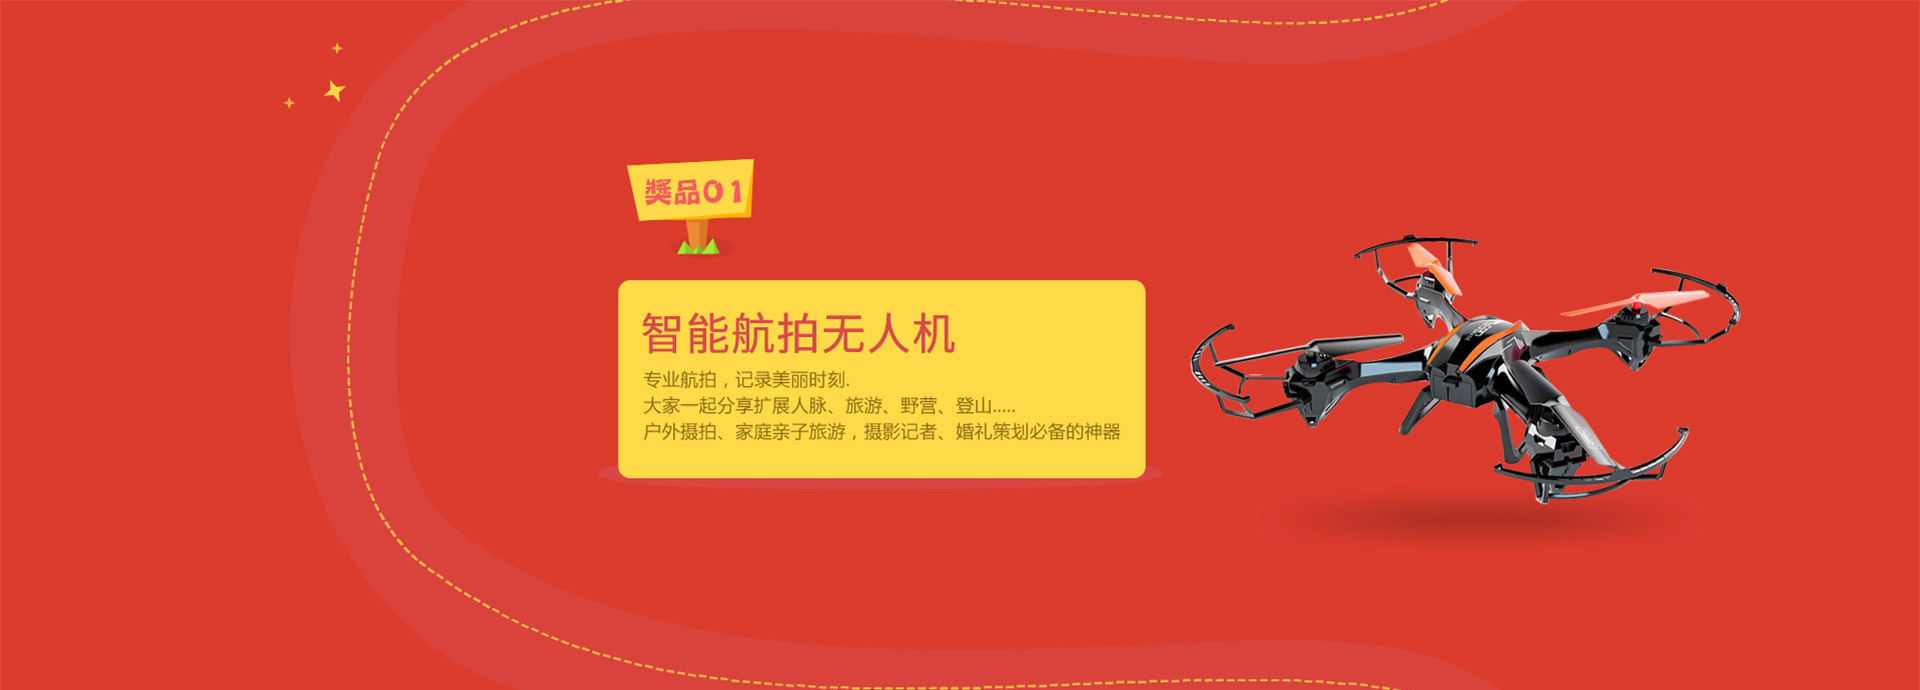 獎品01
智能航拍无人机
专业航拍，记录美丽时刻.
大家一起分享扩展人脉、旅游、野营、登山.....
户外摄拍、家庭亲子旅游，摄影记者、婚礼策划必备的神器